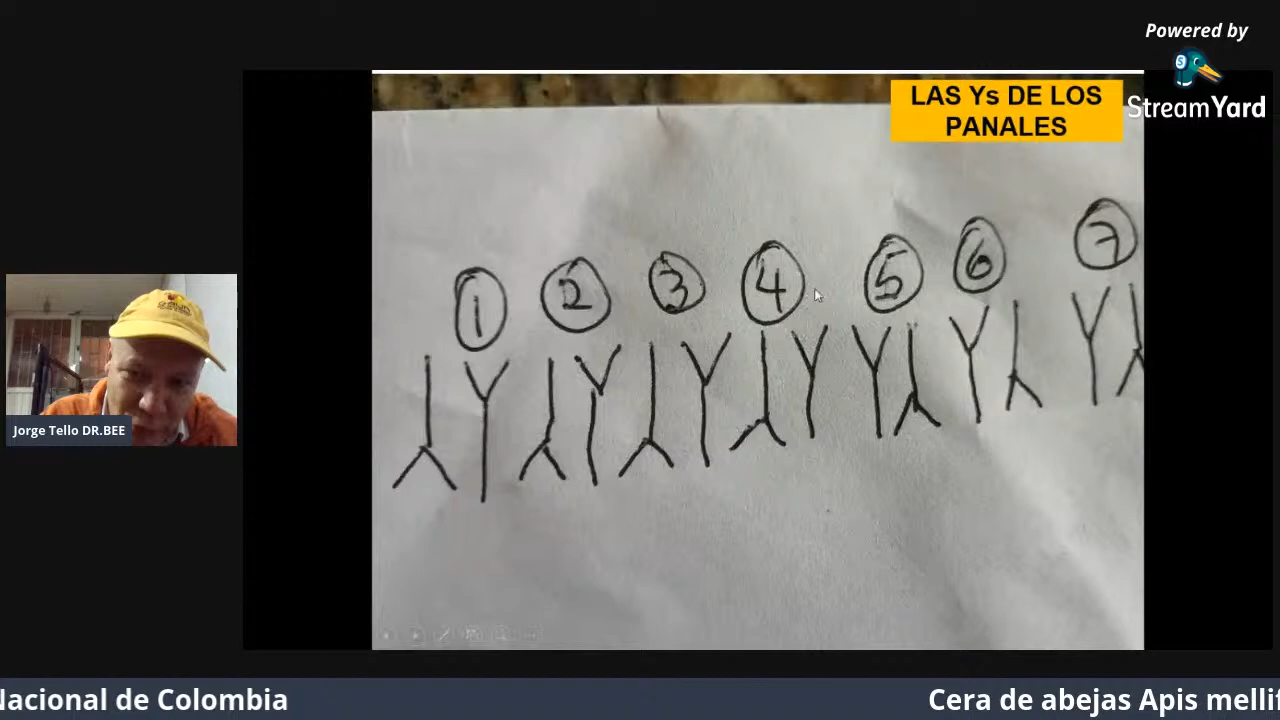 Powered by
StreamYard
LAS Ys DE LOS
PANALES
1 2 3 4 5 6 7
Jorge Tello DR.BEE
Nacional de Colombia
Cera de abejas Apis mellif